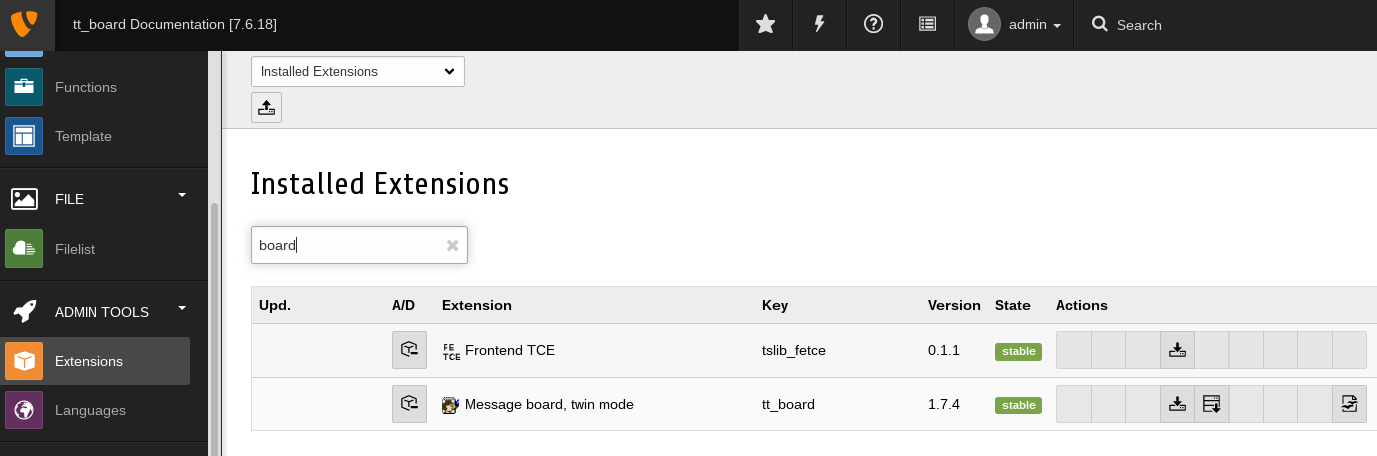 tt_board Documentation [7.6.18]
admin
Search
Functions
Template
FILE
Filelist
ADMIN TOOLS
Extensions
Languages
Installed Extensions
Installed Extensions
board
Upd. A/D Extension Key Version State Actions
FE TCE Frontend TCE tslib_fetce 0.1.1 stable
Message board, twin mode tt_board 1.7.4 stable